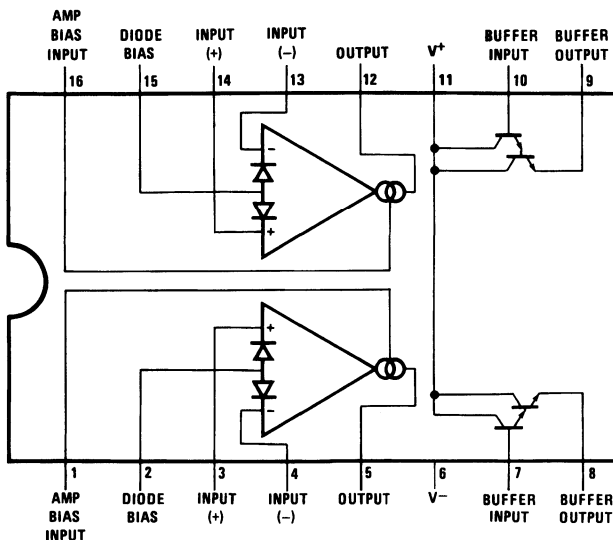 AMP
BIAS
INPUT
DIODE
BIAS
INPUT
(+)
INPUT
(−)
OUTPUT
V+
BUFFER
INPUT
BUFFER
OUTPUT
16 15 14 13 12 11 10 9
−
+
+
−
1 2 3 4 5 6 7 8
AMP
BIAS
INPUT
DIODE
BIAS
INPUT
(+)
INPUT
(−)
OUTPUT
V−
BUFFER
INPUT
BUFFER
OUTPUT